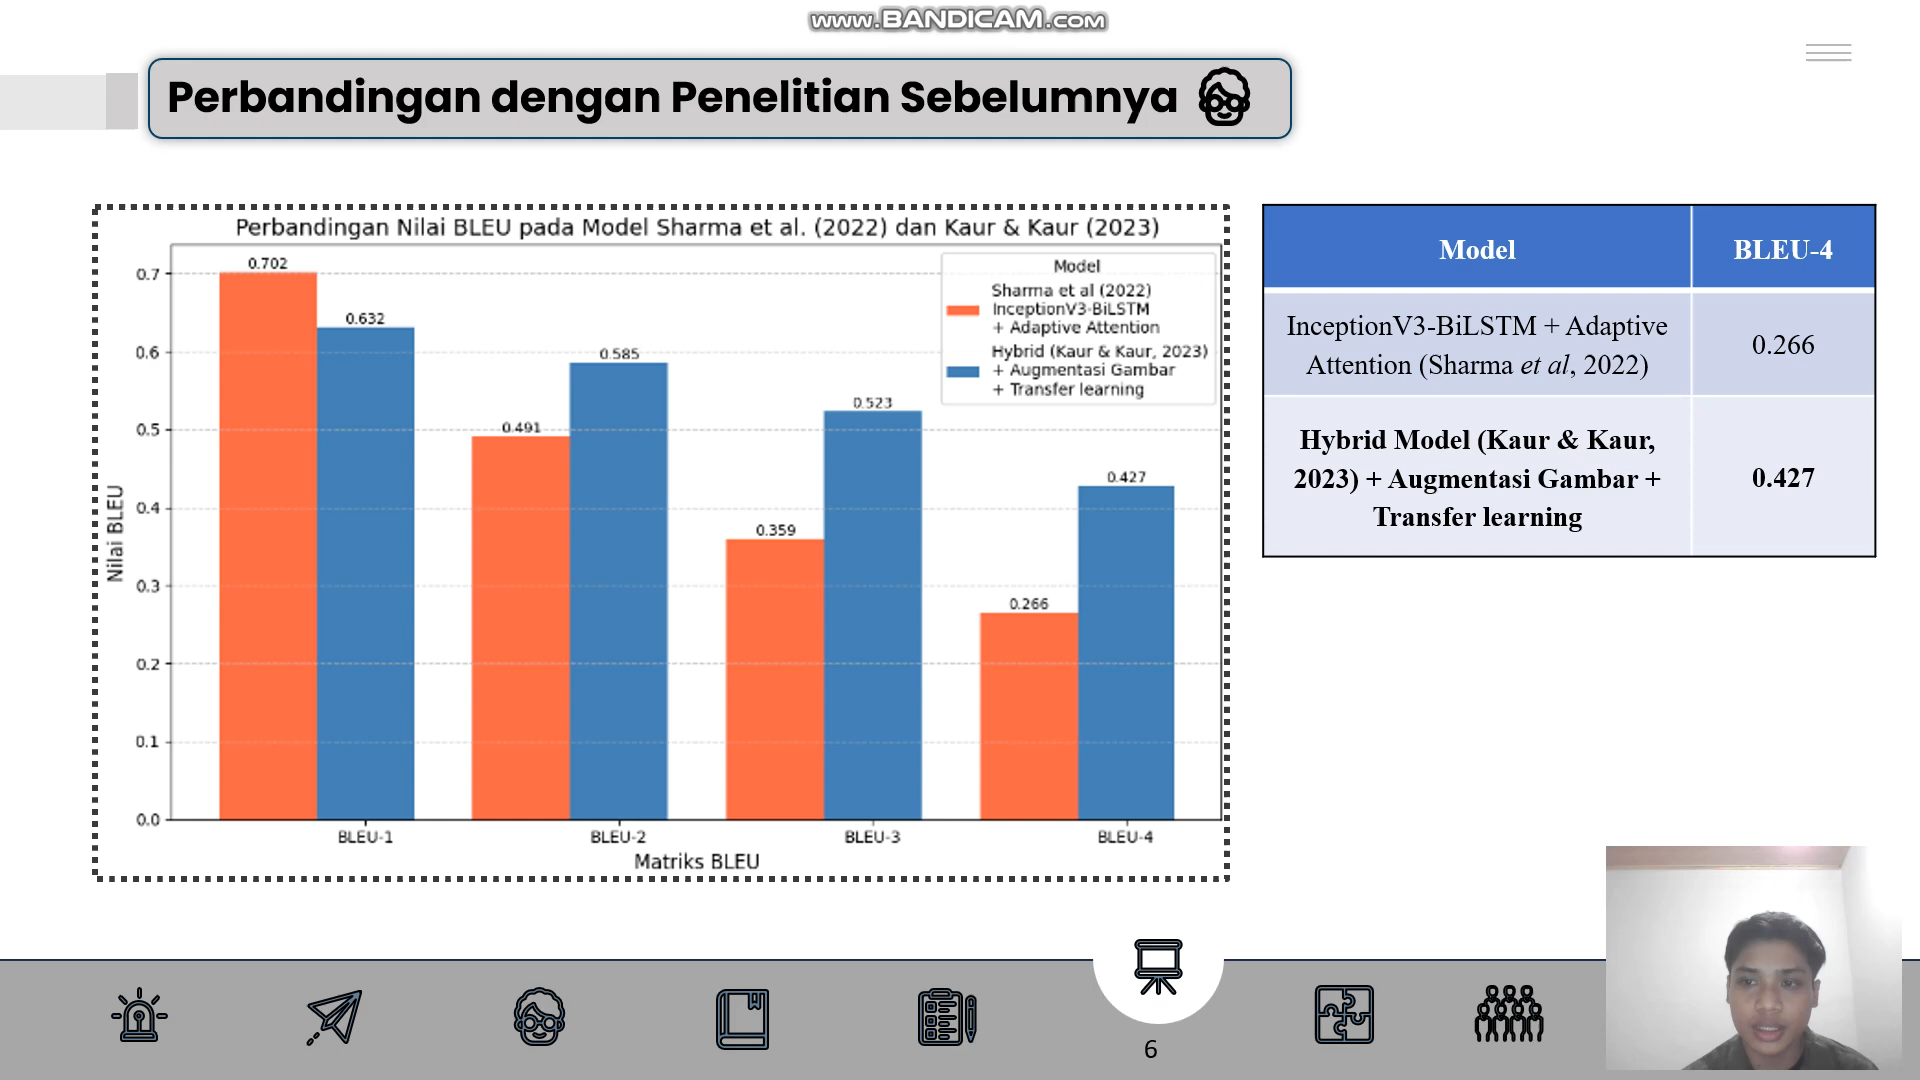 www.BANDICAM.com
Perbandingan dengan Penelitian Sebelumnya
Perbandingan Nilai BLEU pada Model Sharma et al. (2022) dan Kaur & Kaur (2023)
Nilai BLEU
0.7
0.6
0.5
0.4
0.3
0.2
0.1
0.0
0.702
0.632
0.491
0.585
0.359
0.523
0.266
0.427
Model
Sharma et al (2022)
InceptionV3-BiLSTM
+ Adaptive Attention
Hybrid (Kaur & Kaur, 2023)
+ Augmentasi Gambar
+ Transfer learning
BLEU-1 BLEU-2 BLEU-3 BLEU-4
Matriks BLEU
Model BLEU-4
InceptionV3-BiLSTM + Adaptive
Attention (Sharma et al, 2022)
0.266
Hybrid Model (Kaur & Kaur,
2023) + Augmentasi Gambar +
Transfer learning
0.427
6